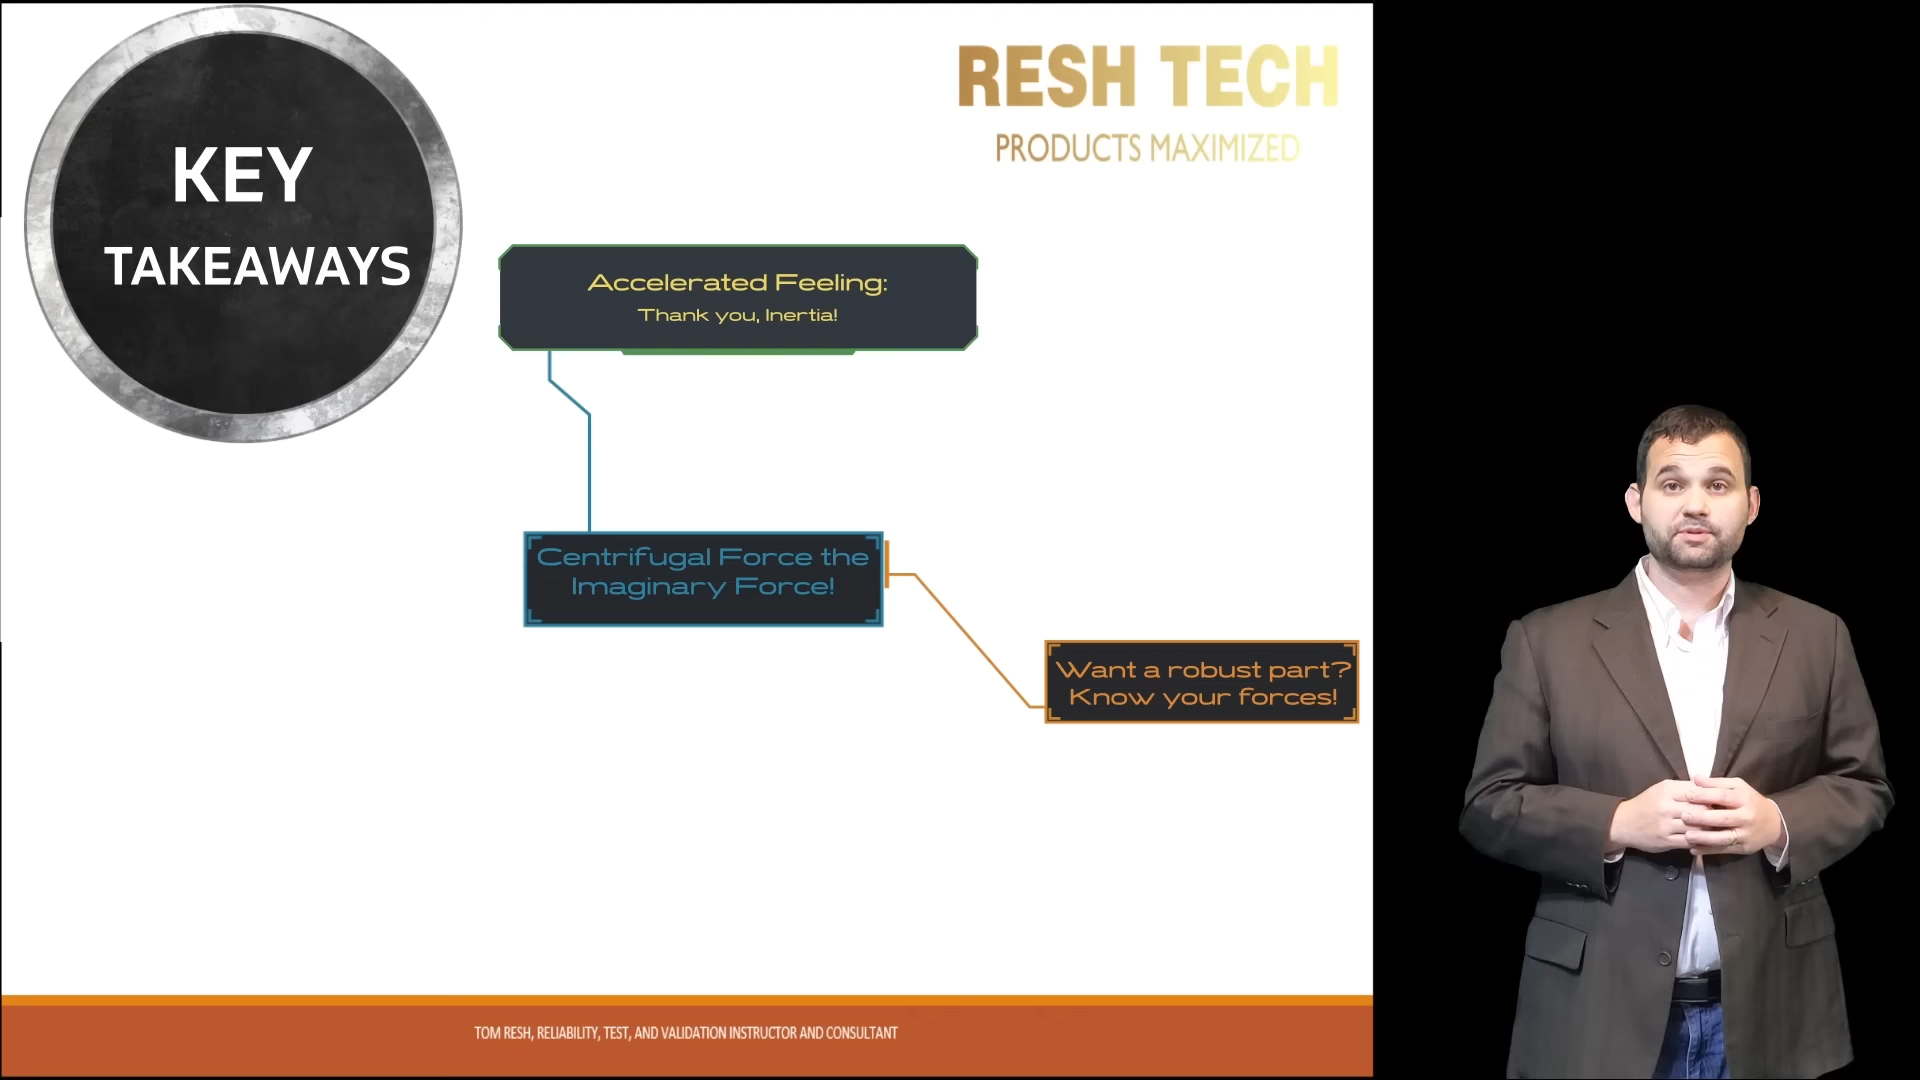 KEY
TAKEAWAYS
RESH TECH
PRODUCTS MAXIMIZED
Accelerated Feeling:
Thank you, Inertia!
Centrifugal Force the
Imaginary Force!
Want a robust part?
Know your forces!
TOM RESH, RELIABILITY, TEST, AND VALIDATION INSTRUCTOR AND CONSULTANT